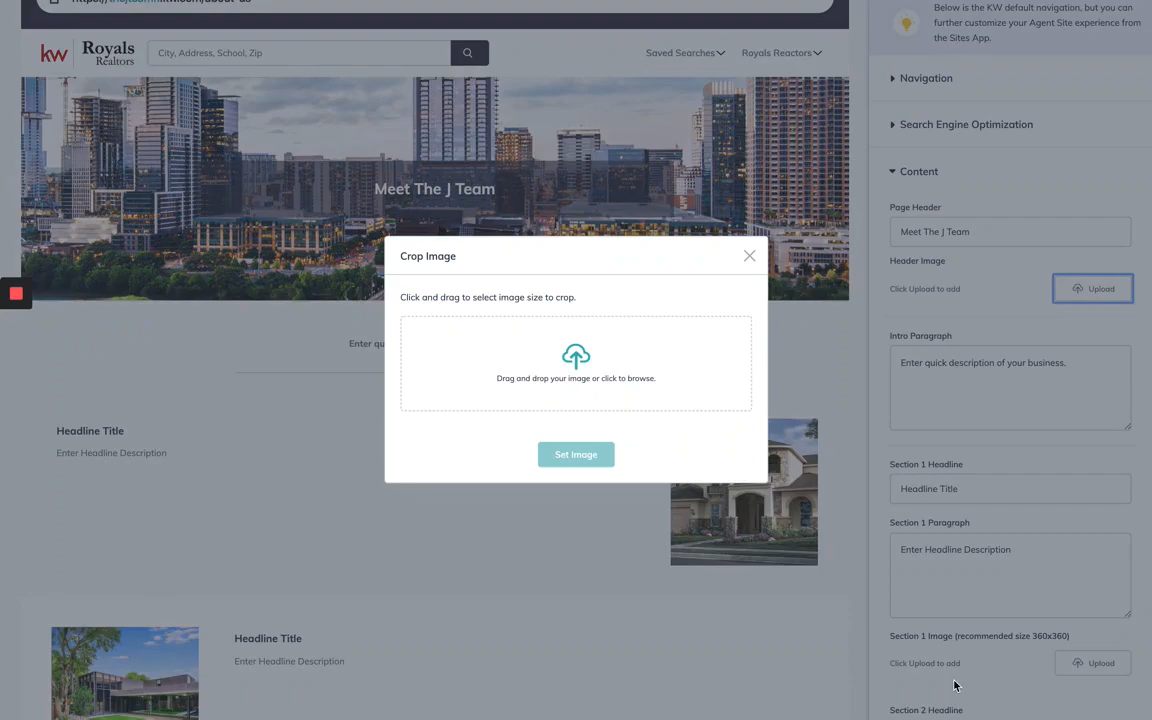 Below is the KW default navigation, but you can
further customize your Agent Site experience from
the Sites App.
kw Royals
Realtors
City, Address, School, Zip
Saved Searches
Royals Reactors
Navigation
Search Engine Optimization
Meet The J Team
Content
Page Header
Meet The J Team
Header Image
Click Upload to add
Upload
Crop Image
Click and drag to select image size to crop.
Drag and drop your image or click to browse.
Set Image
Enter qu
Intro Paragraph
Enter quick description of your business.
Headline Title
Enter Headline Description
Section 1 Headline
Headline Title
Section 1 Paragraph
Enter Headline Description
Section 1 Image (recommended size 360x360)
Click Upload to add
Upload
Headline Title
Enter Headline Description
Section 2 Headline